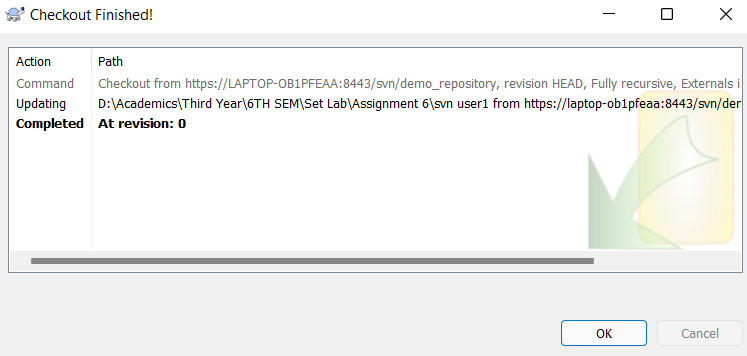 Checkout Finished!
Action Path
Command Checkout from https://LAPTOP-OB1PFEAA:8443/svn/demo_repository, revision HEAD, Fully recursive, Externals i
Updating D:\Academics\Third Year\6TH SEM\Set Lab\Assignment 6\svn user1 from https://laptop-ob1pfeaa:8443/svn/der
Completed At revision: 0
OK Cancel